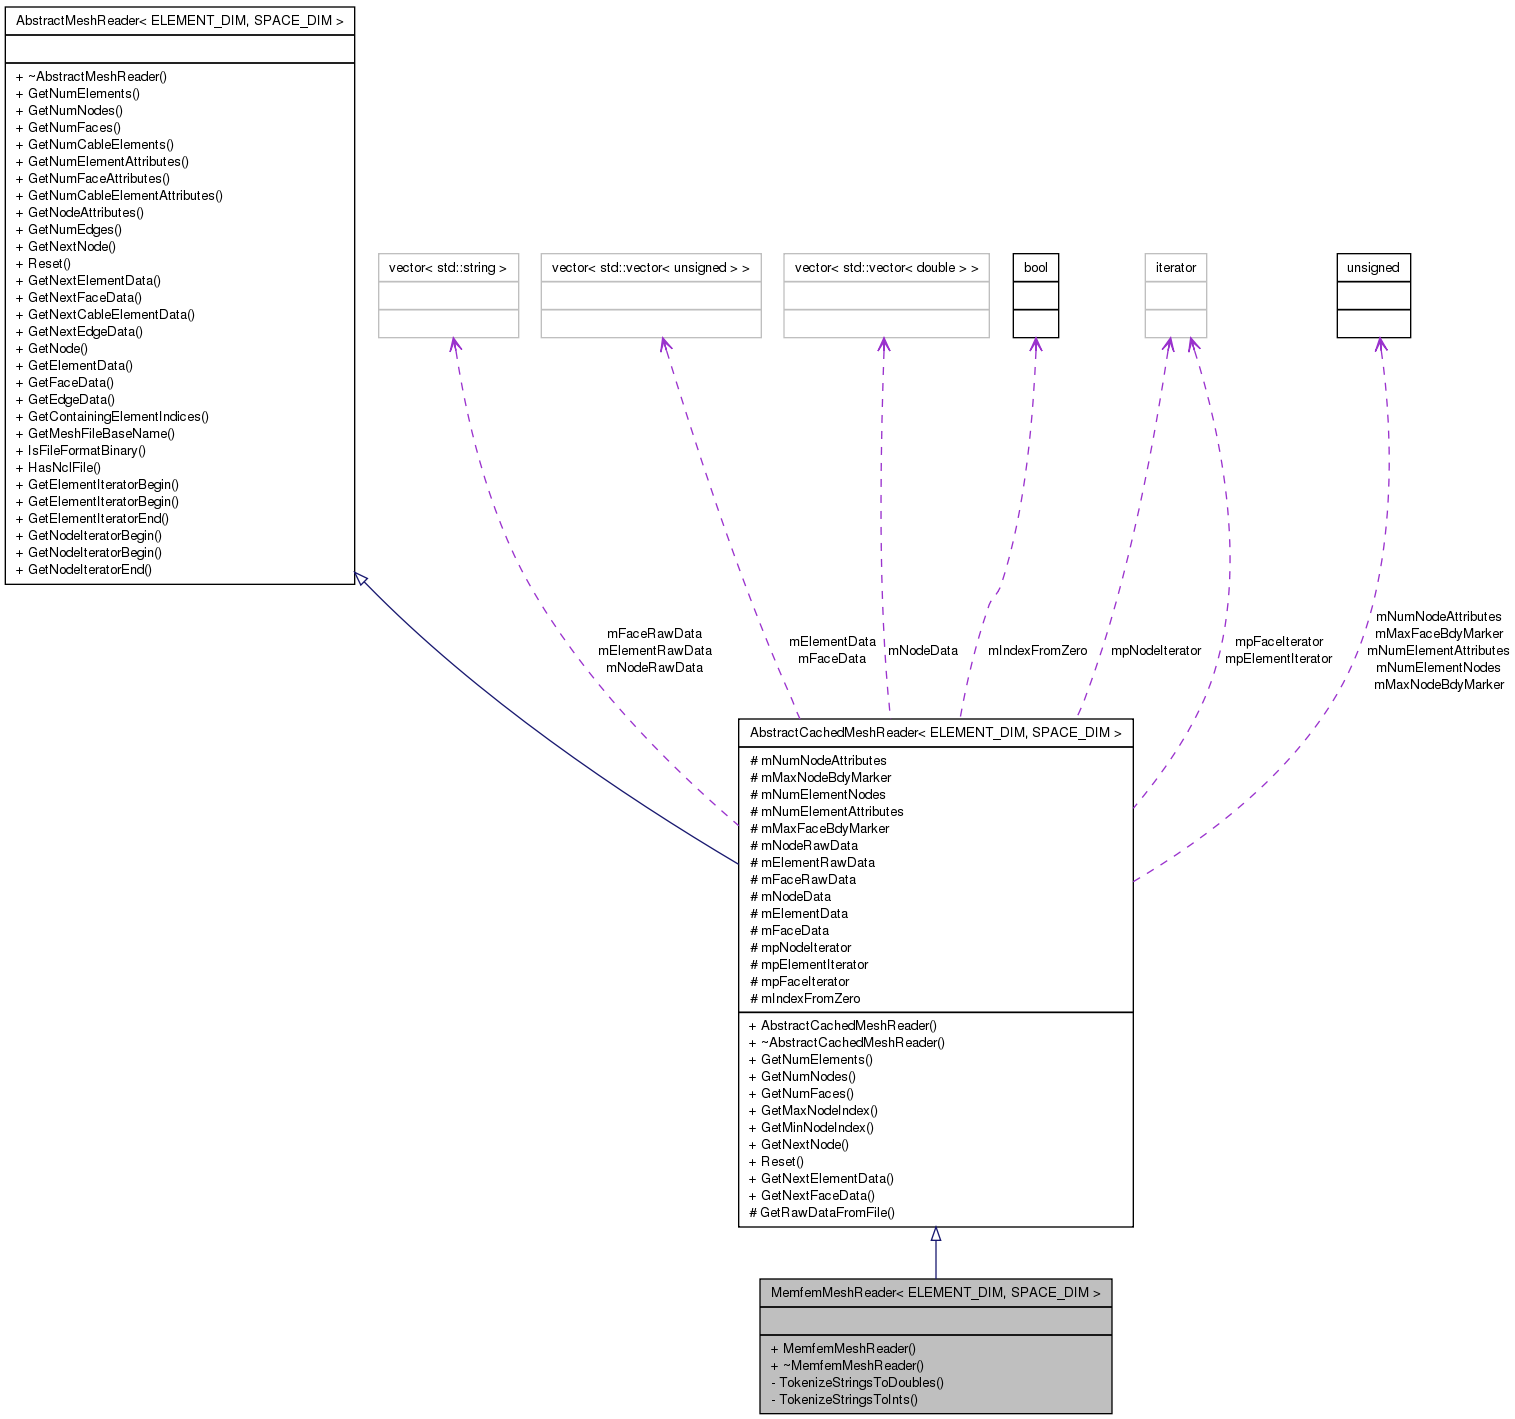 AbstractMeshReader< ELEMENT_DIM, SPACE_DIM >
+ ~AbstractMeshReader()
+ GetNumElements()
+ GetNumNodes()
+ GetNumFaces()
+ GetNumCableElements()
+ GetNumElementAttributes()
+ GetNumFaceAttributes()
+ GetNumCableElementAttributes()
+ GetNodeAttributes()
+ GetNumEdges()
+ GetNextNode()
+ Reset()
+ GetNextElementData()
+ GetNextFaceData()
+ GetNextCableElementData()
+ GetNextEdgeData()
+ GetNode()
+ GetElementData()
+ GetFaceData()
+ GetEdgeData()
+ GetContainingElementIndices()
+ GetMeshFileBaseName()
+ IsFileFormatBinary()
+ HasNclFile()
+ GetElementIteratorBegin()
+ GetElementIteratorBegin()
+ GetElementIteratorEnd()
+ GetNodeIteratorBegin()
+ GetNodeIteratorBegin()
+ GetNodeIteratorEnd()
vector< std::string >
vector< std::vector< unsigned > >
vector< std::vector< double > >
bool
iterator
unsigned
mFaceRawData
mElementRawData
mNodeRawData
mElementData
mFaceData
mNodeData
mIndexFromZero
mpNodeIterator
mpFaceIterator
mpElementIterator
mNumNodeAttributes
mMaxFaceBdyMarker
mNumElementAttributes
mNumElementNodes
mMaxNodeBdyMarker
AbstractCachedMeshReader< ELEMENT_DIM, SPACE_DIM >
# mNumNodeAttributes
# mMaxNodeBdyMarker
# mNumElementNodes
# mNumElementAttributes
# mMaxFaceBdyMarker
# mNodeRawData
# mElementRawData
# mFaceRawData
# mNodeData
# mElementData
# mFaceData
# mpNodeIterator
# mpElementIterator
# mpFaceIterator
# mIndexFromZero
+ AbstractCachedMeshReader()
+ ~AbstractCachedMeshReader()
+ GetNumElements()
+ GetNumNodes()
+ GetNumFaces()
+ GetMaxNodeIndex()
+ GetMinNodeIndex()
+ GetNextNode()
+ Reset()
+ GetNextElementData()
+ GetNextFaceData()
# GetRawDataFromFile()
MemfemMeshReader< ELEMENT_DIM, SPACE_DIM >
+ MemfemMeshReader()
+ ~MemfemMeshReader()
- TokenizeStringsToDoubles()
- TokenizeStringsToInts()